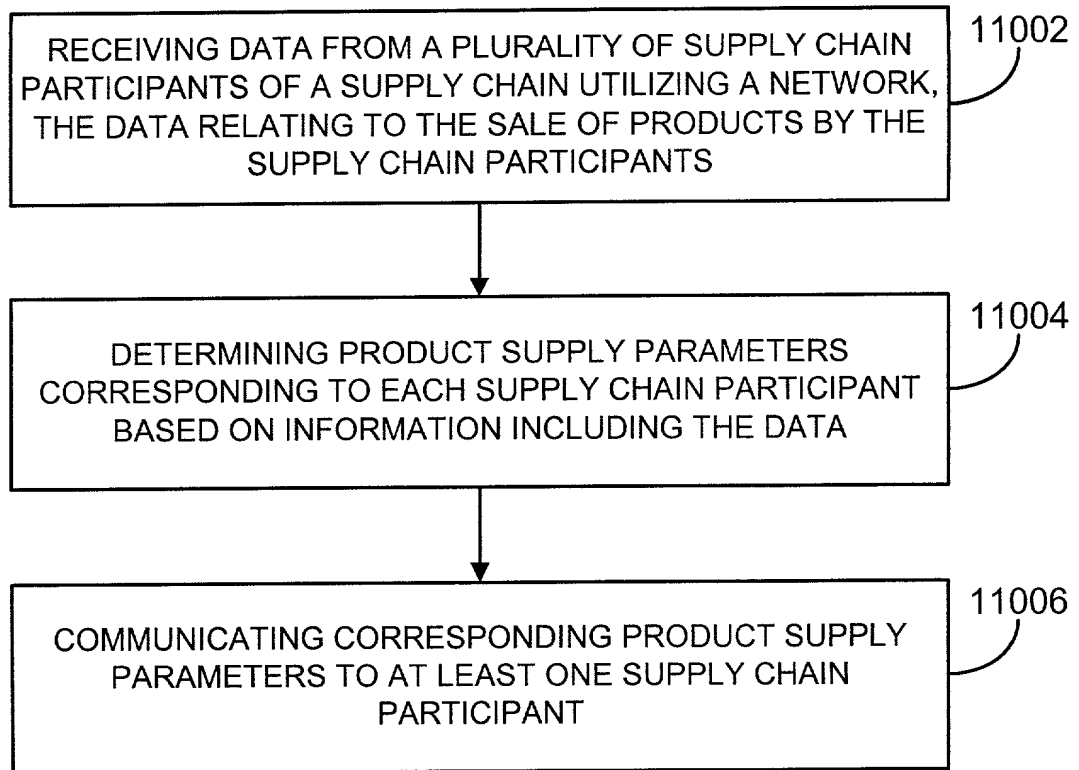 RECEIVING DATA FROM A PLURALITY OF SUPPLY CHAIN
PARTICIPANTS OF A SUPPLY CHAIN UTILIZING A NETWORK,
THE DATA RELATING TO THE SALE OF PRODUCTS BY THE
SUPPLY CHAIN PARTICIPANTS
11002
DETERMINING PRODUCT SUPPLY PARAMETERS
CORRESPONDING TO EACH SUPPLY CHAIN PARTICIPANT
BASED ON INFORMATION INCLUDING THE DATA
11004
COMMUNICATING CORRESPONDING PRODUCT SUPPLY
PARAMETERS TO AT LEAST ONE SUPPLY CHAIN
PARTICIPANT
11006